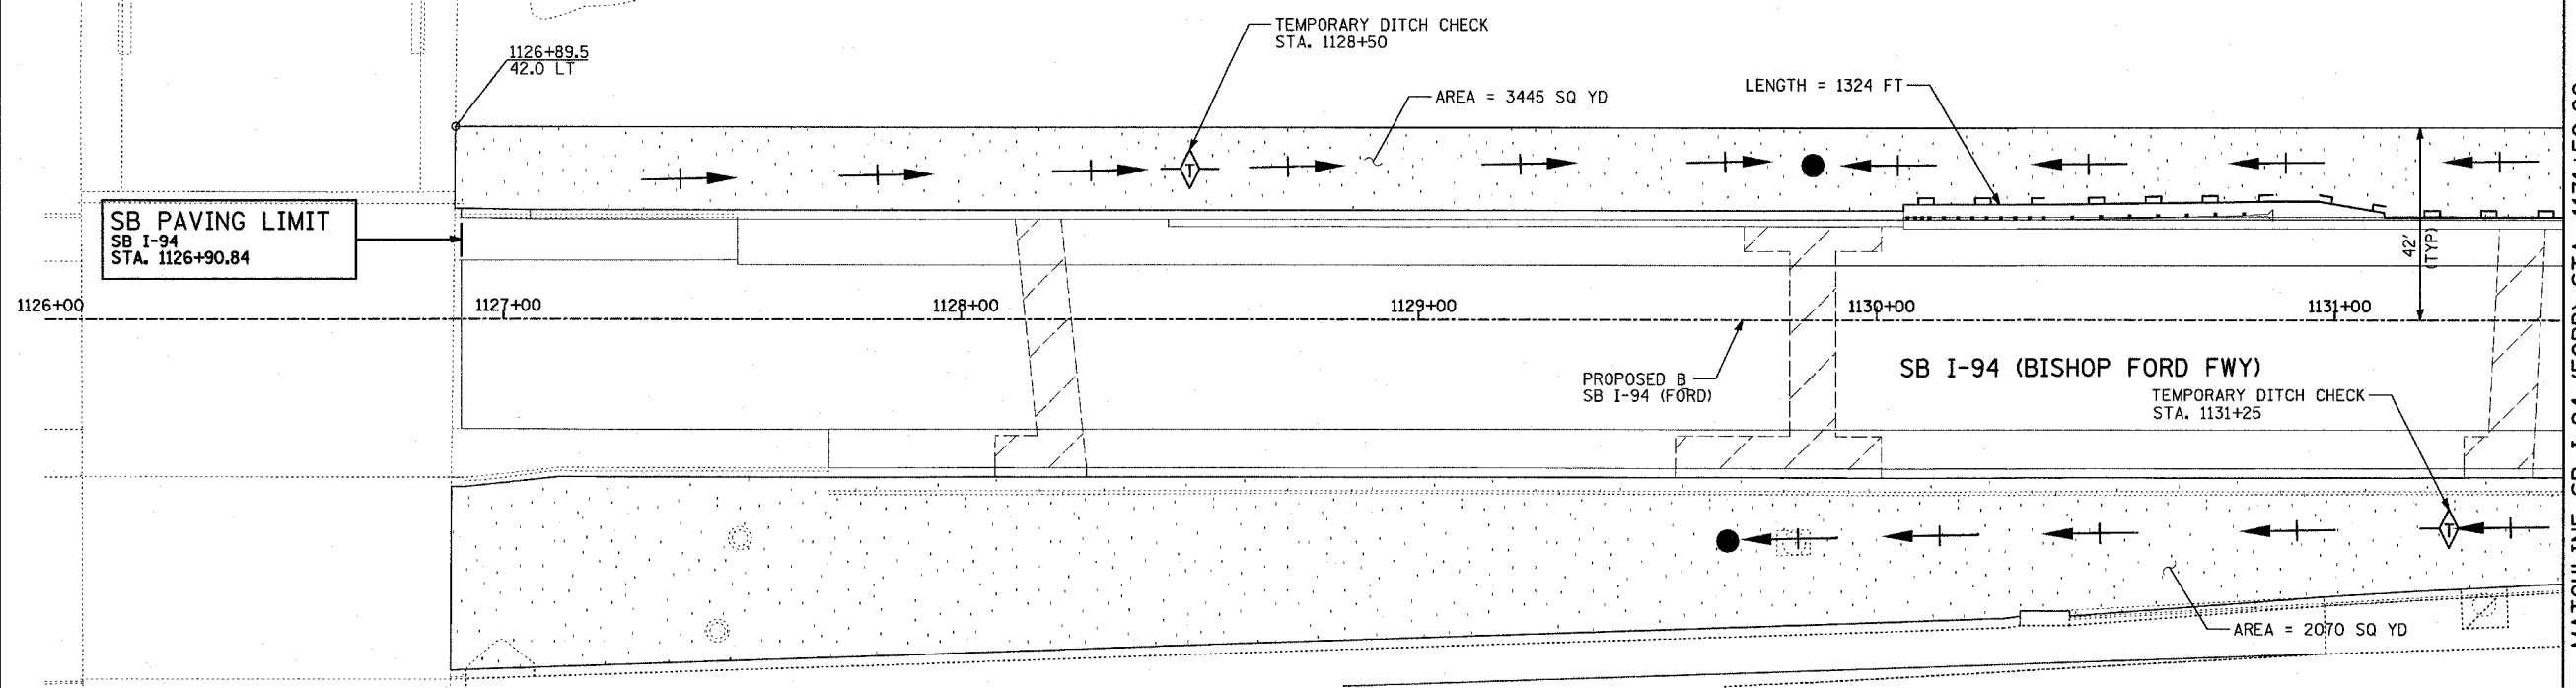 TEMPORARY DITCH CHECK
STA. 1128+50
1126+89.5
42.0 LT
AREA = 3445 SQ YD
LENGTH = 1324 FT
SB PAVING LIMIT
SB I-94
STA. 1126+90.84
42'
(TYP)
1126+00
1127+00
1128+00
1129+00
1130+00
1131+00
PROPOSED ⅊
SB I-94 (FORD)
SB I-94 (BISHOP FORD FWY)
TEMPORARY DITCH CHECK
STA. 1131+25
T
T
AREA = 2070 SQ YD